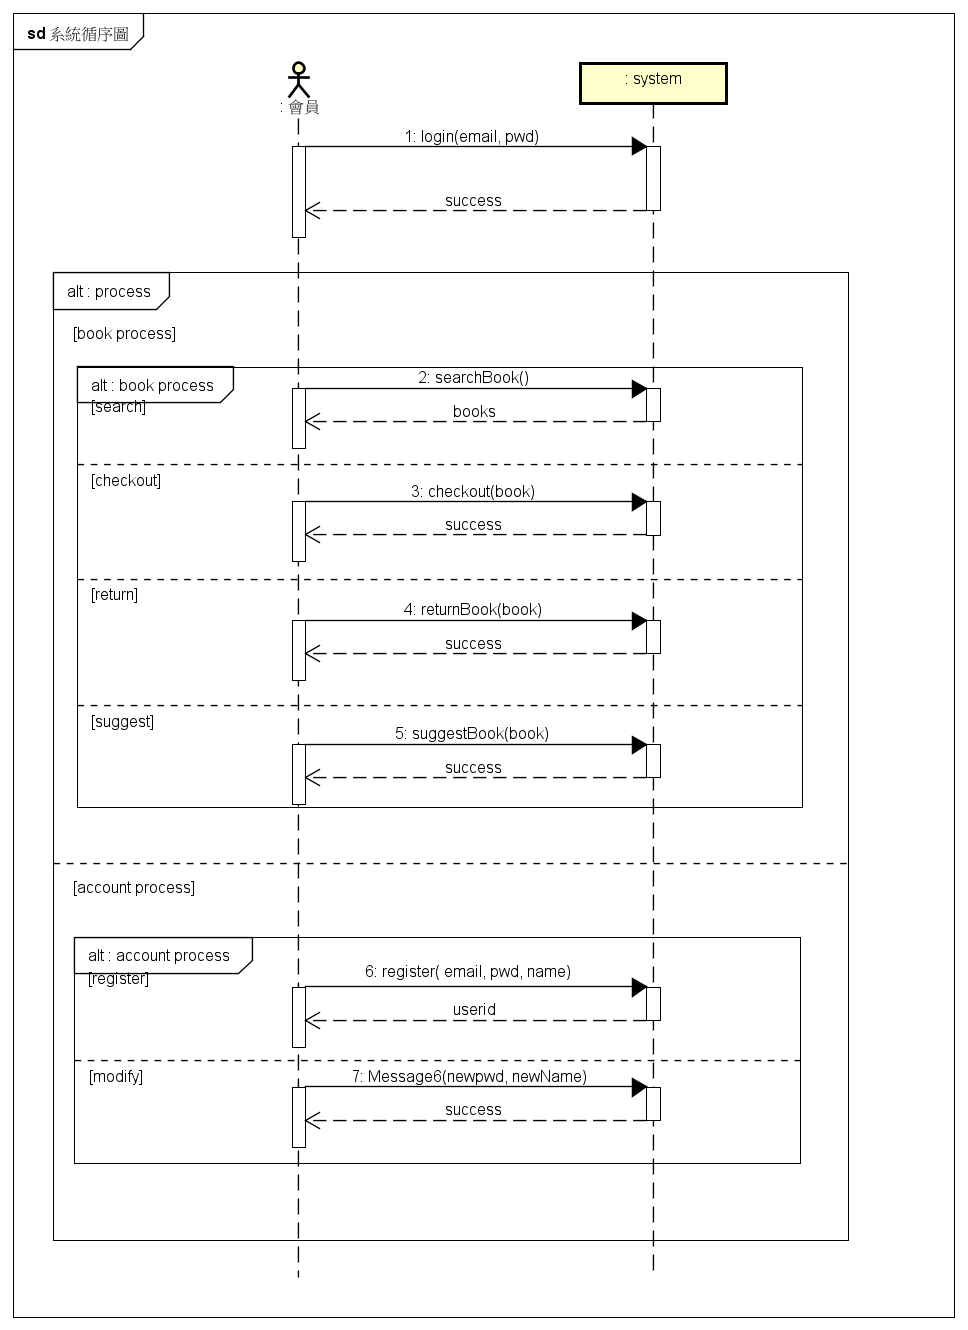 sd 系統循序圖
: 會員
: system
1: login(email, pwd)
success
alt : process
[book process]
alt : book process
2: searchBook()
[search]
books
[checkout]
3: checkout(book)
success
[return]
4: returnBook(book)
success
[suggest]
5: suggestBook(book)
success
[account process]
alt : account process
6: register( email, pwd, name)
[register]
userid
[modify]
7: Message6(newpwd, newName)
success